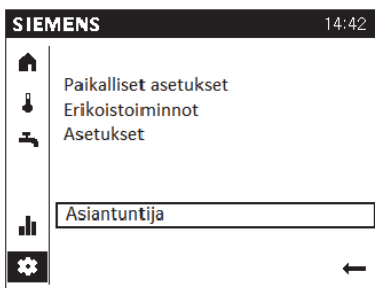 SIEMENS 14:42
Paikalliset asetukset
Erikoistoiminnot
Asetukset
Asiantuntija